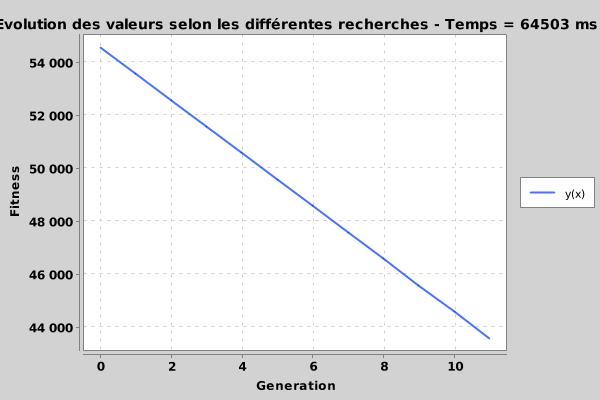 Evolution des valeurs selon les différentes recherches - Temps = 64503 ms
54 000
52 000
50 000
48 000
46 000
44 000
Fitness
0 2 4 6 8 10
Generation
y(x)